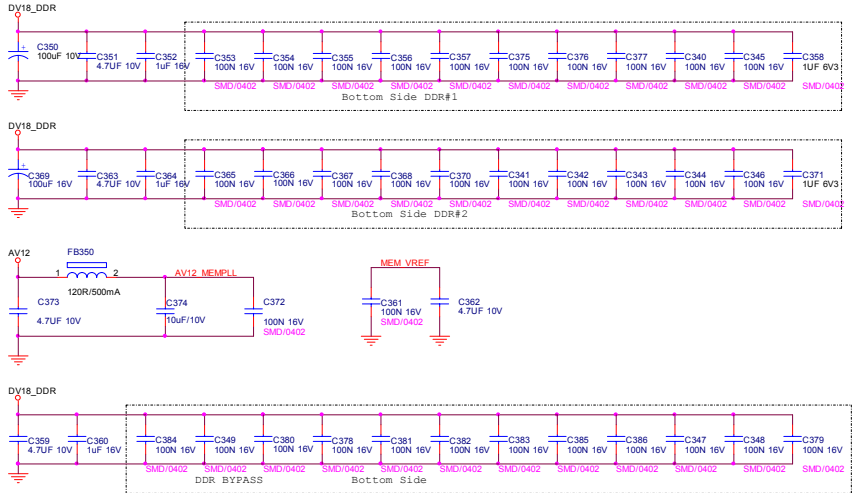 DV18_DDR
C350
100uF 10V
C351
4.7UF 10V
C352
1uF 16V
C353
100N 16V
SMD/0402
C354
100N 16V
SMD/0402
C355
100N 16V
SMD/0402
C356
100N 16V
SMD/0402
C357
100N 16V
SMD/0402
C375
100N 16V
SMD/0402
C376
100N 16V
SMD/0402
C377
100N 16V
SMD/0402
C340
100N 16V
SMD/0402
C345
100N 16V
SMD/0402
C358
1UF 6V3
SMD/0402
Bottom Side DDR#1
DV18_DDR
C369
100uF 16V
C363
4.7UF 10V
C364
1uF 16V
C365
100N 16V
SMD/0402
C366
100N 16V
SMD/0402
C367
100N 16V
SMD/0402
C368
100N 16V
SMD/0402
C370
100N 16V
SMD/0402
C341
100N 16V
SMD/0402
C342
100N 16V
SMD/0402
C343
100N 16V
SMD/0402
C344
100N 16V
SMD/0402
C346
100N 16V
SMD/0402
C371
1UF 6V3
SMD/0402
Bottom Side DDR#2
AV12
FB350
1 2
120R/500mA
AV12_MEMPLL
C373
4.7UF 10V
C374
10uF/10V
C372
100N 16V
SMD/0402
MEM_VREF
C361
100N 16V
SMD/0402
C362
4.7UF 10V
DV18_DDR
C359
4.7UF 10V
C360
1uF 16V
C384
100N 16V
SMD/0402
C349
100N 16V
SMD/0402
C380
100N 16V
SMD/0402
C378
100N 16V
SMD/0402
C381
100N 16V
SMD/0402
C382
100N 16V
SMD/0402
C383
100N 16V
SMD/0402
C385
100N 16V
SMD/0402
C386
100N 16V
SMD/0402
C347
100N 16V
SMD/0402
C348
100N 16V
SMD/0402
C379
100N 16V
SMD/0402
DDR BYPASS
Bottom Side